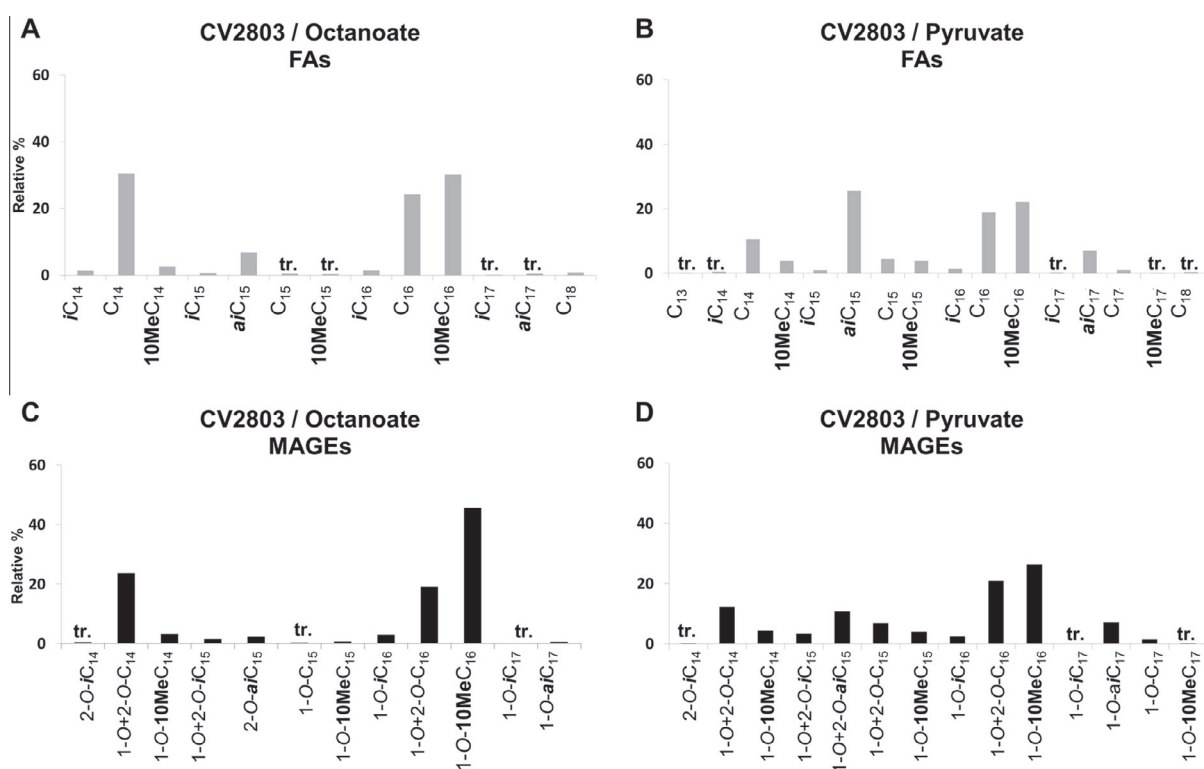 A
CV2803 / Octanoate
FAs
Relative %
60
40
20
0
tr. tr. tr. tr.
iC14
C14
10MeC14
iC15
aiC15
C15
10MeC15
iC16
C16
10MeC16
iC17
aiC17
C18
B
CV2803 / Pyruvate
FAs
60
40
20
0
tr. tr. tr. tr. tr.
C13
iC14
C14
10MeC14
iC15
aiC15
C15
10MeC15
iC16
C16
10MeC16
iC17
aiC17
C17
10MeC17
C18
C
CV2803 / Octanoate
MAGEs
Relative %
60
40
20
0
tr. tr. tr.
2-O-iC14
1-O+2-O-C14
1-O-10MeC14
1-O+2-O-iC15
2-O-aiC15
1-O-C15
1-O-10MeC15
1-O-iC16
1-O+2-O-C16
1-O-10MeC16
1-O-iC17
1-O-aiC17
D
CV2803 / Pyruvate
MAGEs
60
40
20
0
tr. tr. tr.
2-O-iC14
1-O+2-O-C14
1-O-10MeC14
1-O+2-O-iC15
1-O+2-O-aiC15
1-O+2-O-C15
1-O-10MeC15
1-O-iC16
1-O+2-O-C16
1-O-10MeC16
1-O-iC17
1-O-aiC17
1-O-C17
1-O-10MeC17